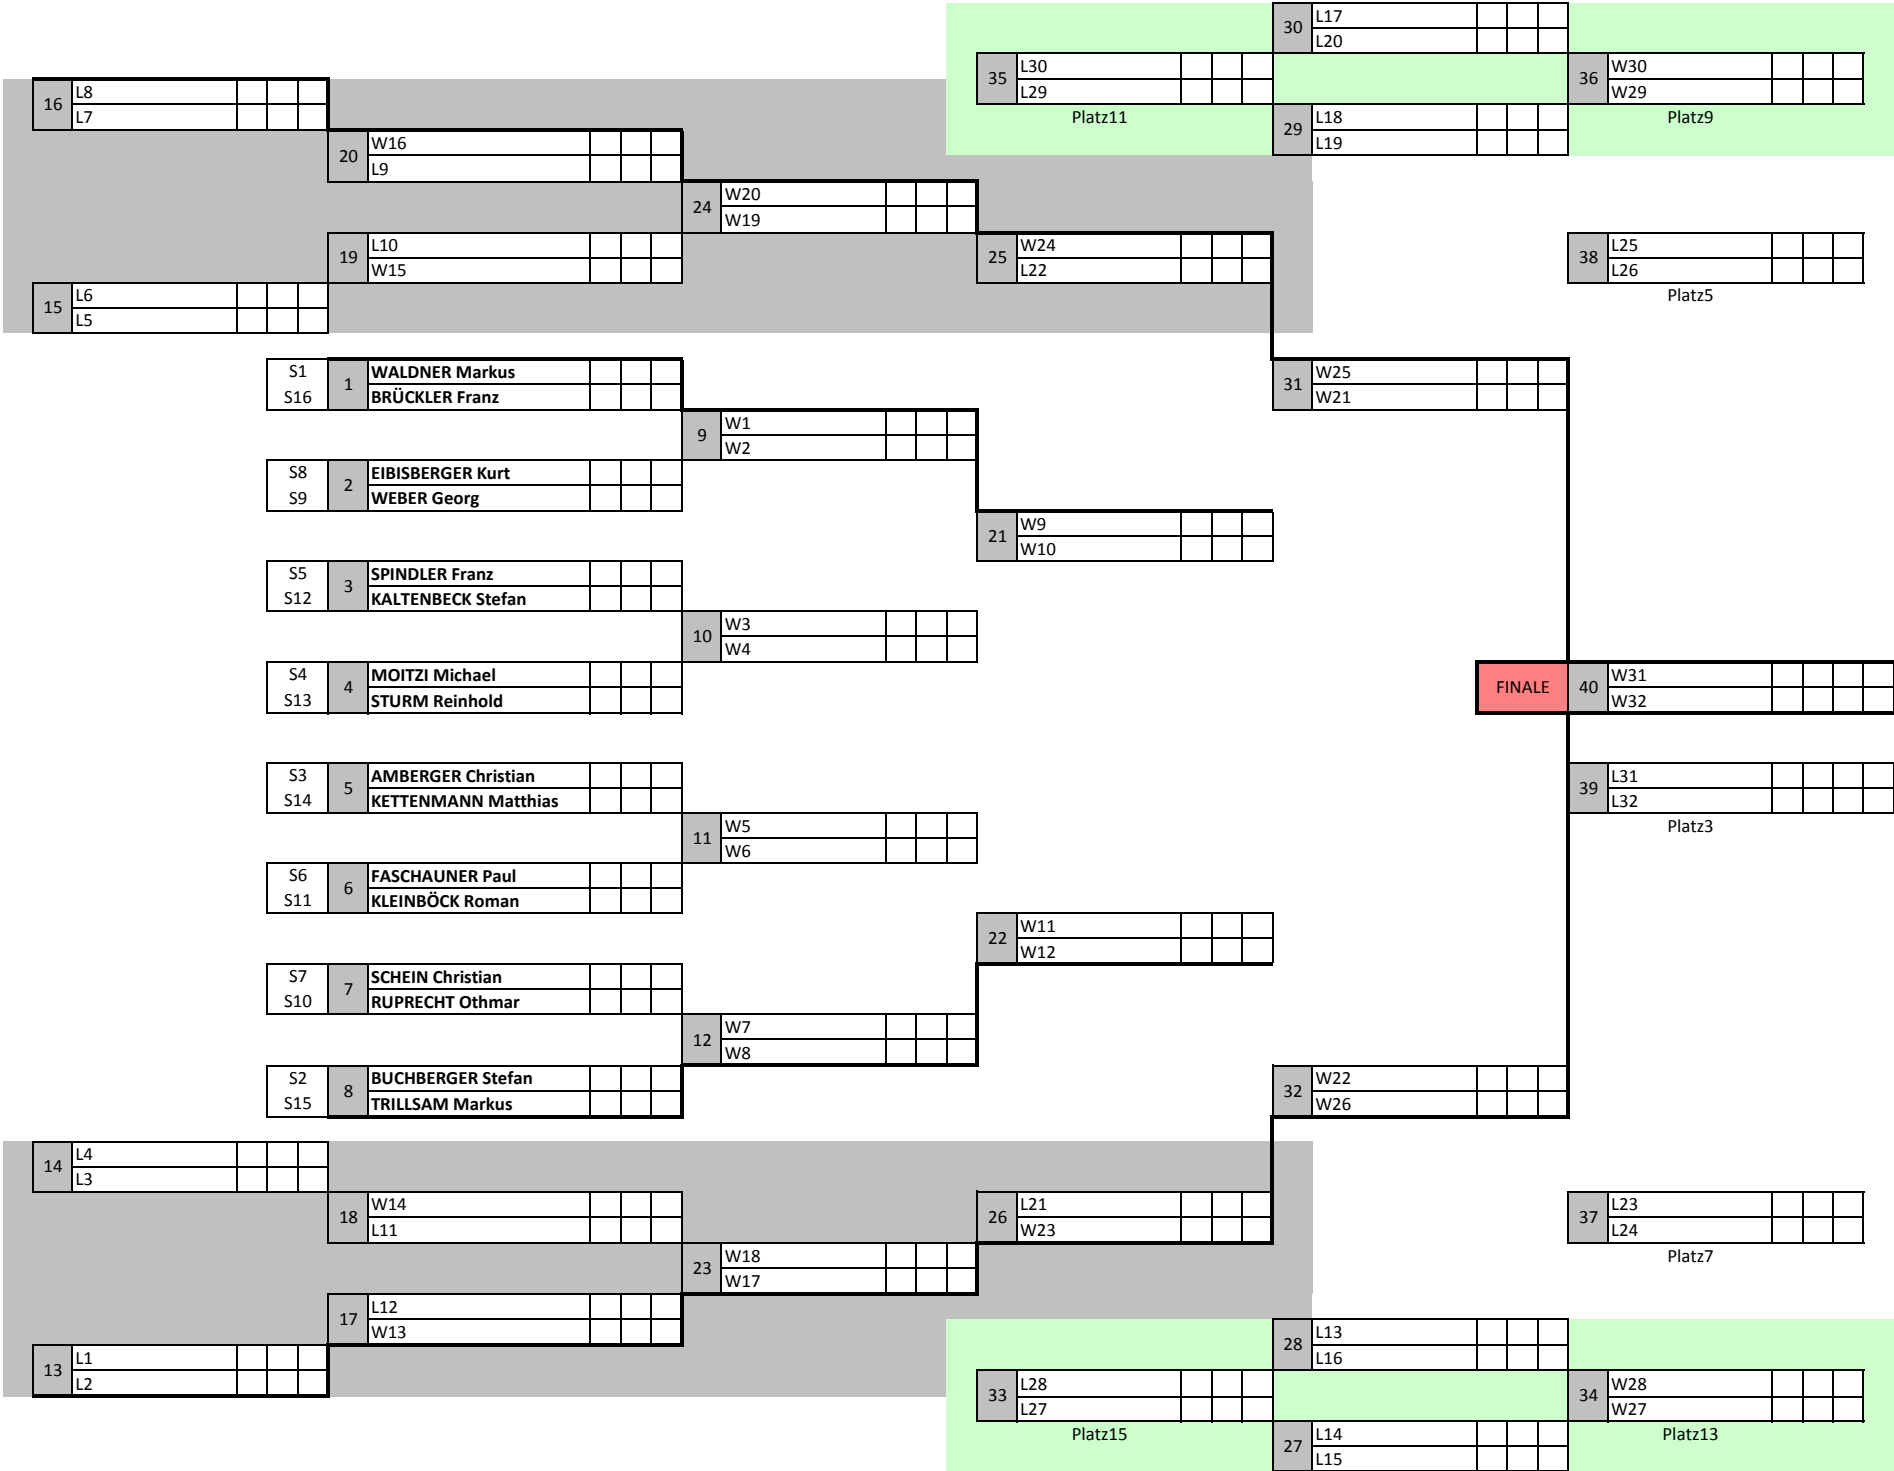 30 L17
L20
35 L30
L29
Platz11
36 W30
W29
Platz9
29 L18
L19
16 L8
L7
20 W16
L9
24 W20
W19
19 L10
W15
25 W24
L22
38 L25
L26
Platz5
15 L6
L5
S1 1 WALDNER Markus
S16 BRÜCKLER Franz
31 W25
W21
9 W1
W2
S8 2 EIBISBERGER Kurt
S9 WEBER Georg
21 W9
W10
S5 3 SPINDLER Franz
S12 KALTENBECK Stefan
10 W3
W4
S4 4 MOITZI Michael
S13 STURM Reinhold
FINALE 40 W31
W32
S3 5 AMBERGER Christian
S14 KETTENMANN Matthias
39 L31
L32
Platz3
11 W5
W6
S6 6 FASCHAUNER Paul
S11 KLEINBÖCK Roman
22 W11
W12
S7 7 SCHEIN Christian
S10 RUPRECHT Othmar
12 W7
W8
S2 8 BUCHBERGER Stefan
S15 TRILLSAM Markus
32 W22
W26
14 L4
L3
18 W14
L11
26 L21
W23
37 L23
L24
Platz7
23 W18
W17
17 L12
W13
13 L1
L2
28 L13
L16
33 L28
L27
Platz15
34 W28
W27
Platz13
27 L14
L15